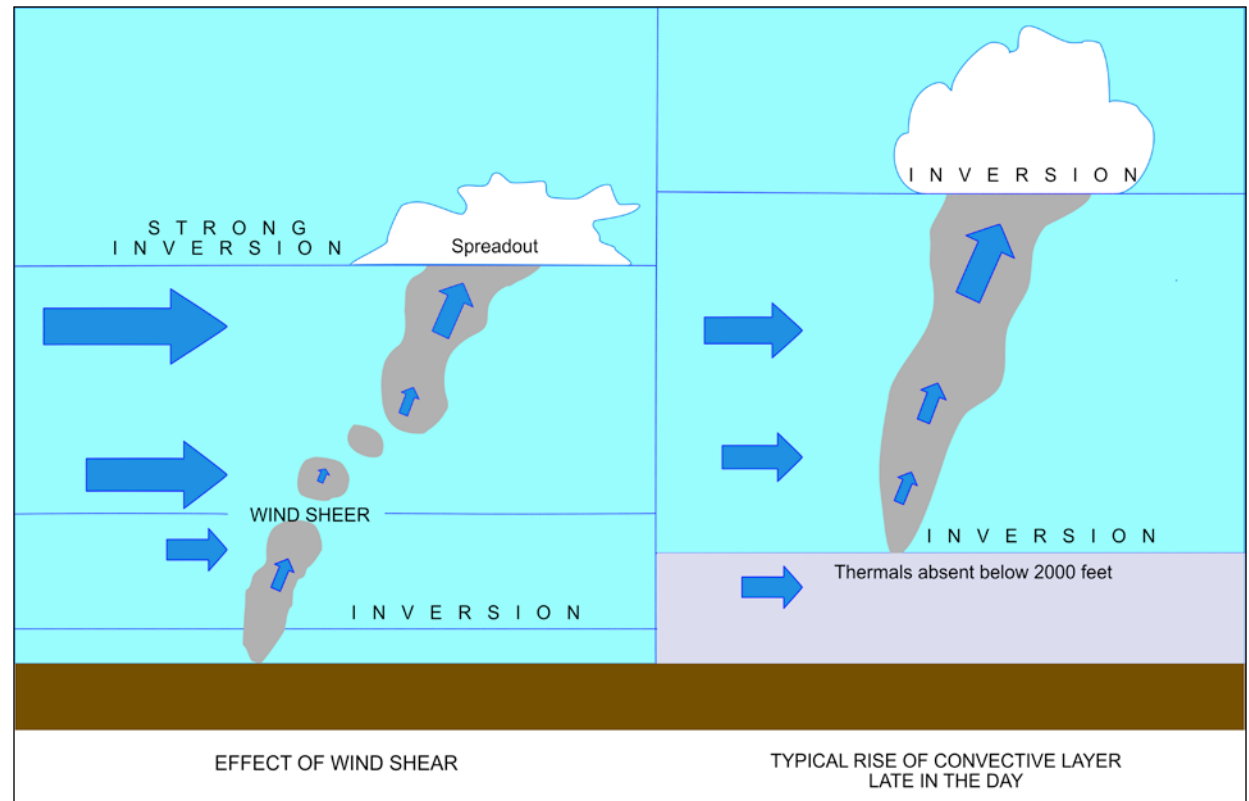 STRONG
INVERSION
Spreadout
WIND SHEER
INVERSION
EFFECT OF WIND SHEAR
INVERSION
INVERSION
Thermals absent below 2000 feet
TYPICAL RISE OF CONVECTIVE LAYER
LATE IN THE DAY